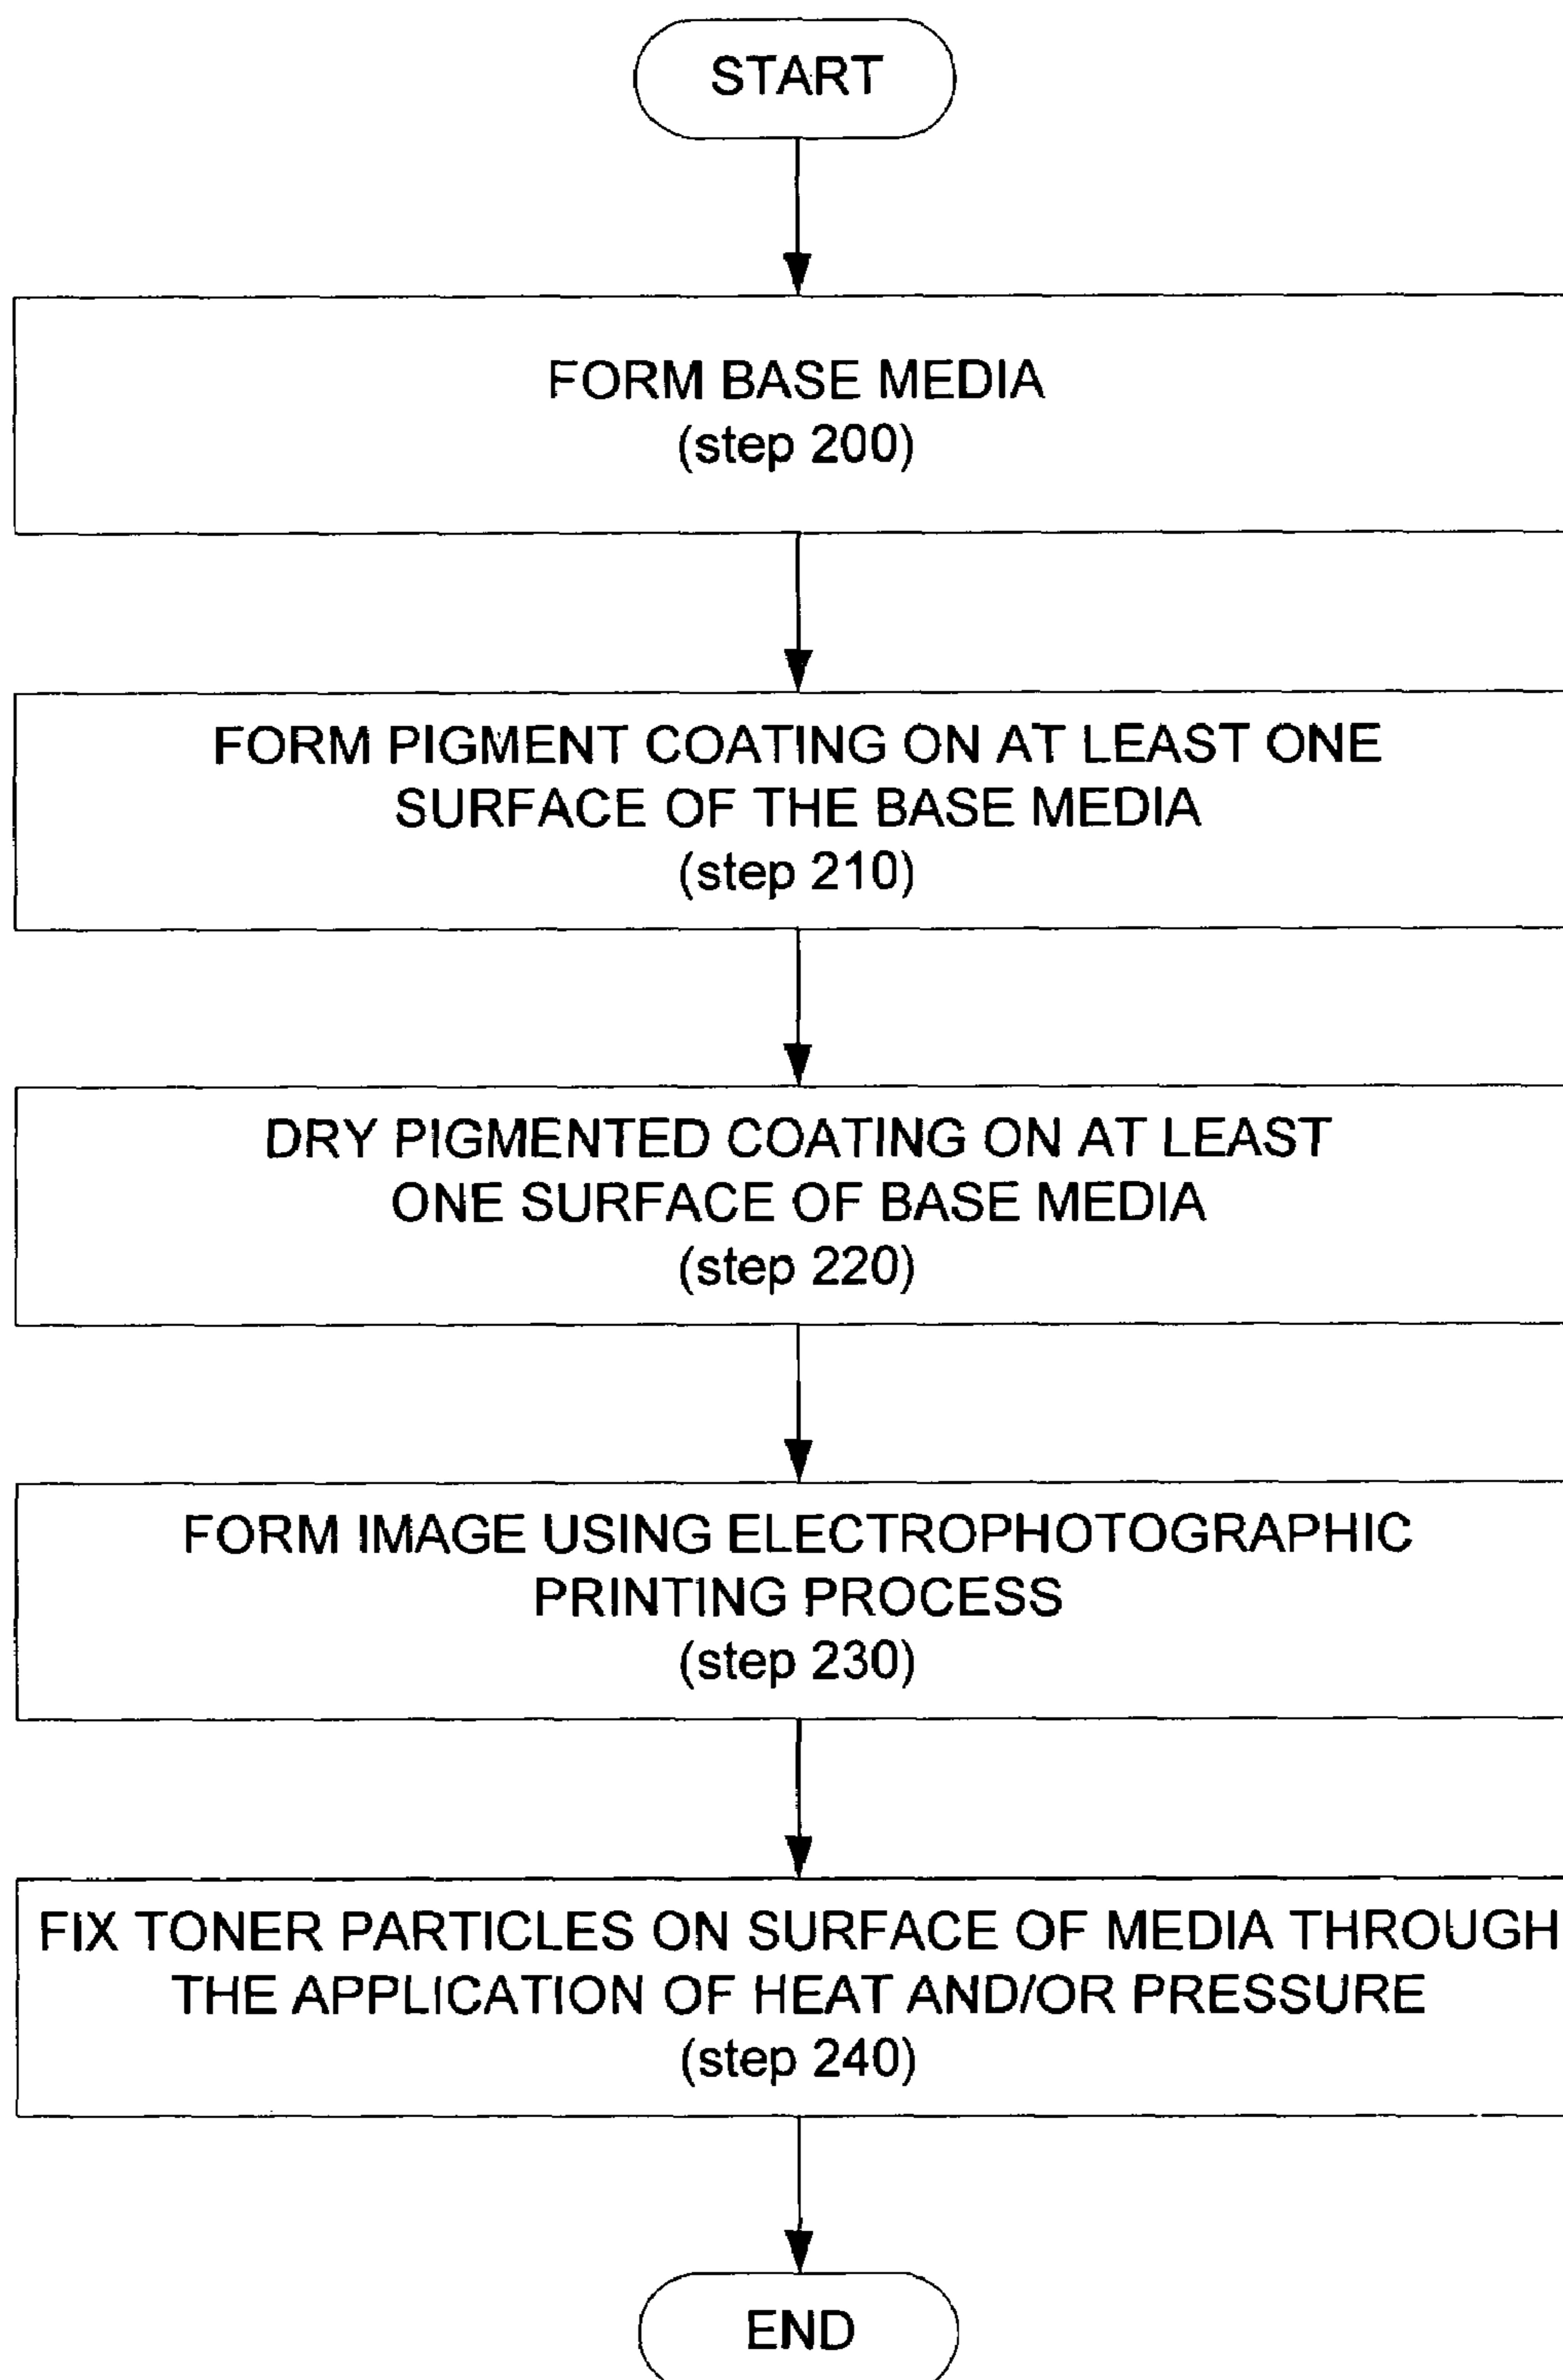 START
FORM BASE MEDIA
(step 200)
FORM PIGMENT COATING ON AT LEAST ONE
SURFACE OF THE BASE MEDIA
(step 210)
DRY PIGMENTED COATING ON AT LEAST
ONE SURFACE OF BASE MEDIA
(step 220)
FORM IMAGE USING ELECTROPHOTOGRAPHIC
PRINTING PROCESS
(step 230)
FIX TONER PARTICLES ON SURFACE OF MEDIA THROUGH
THE APPLICATION OF HEAT AND/OR PRESSURE
(step 240)
END